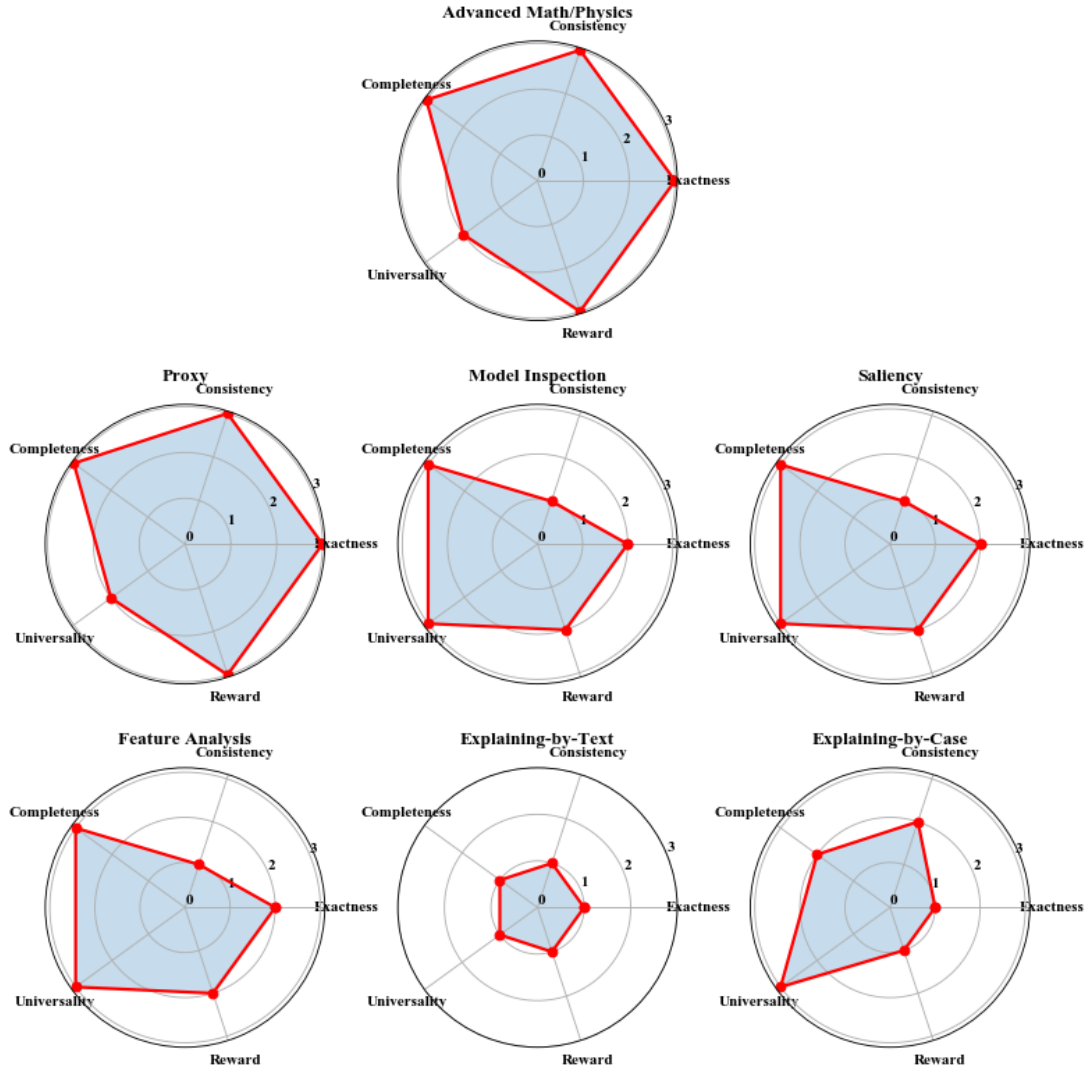 Advanced Math/Physics
Consistency
Completeness
3
2
1
0
Exactness
Universality
Reward
Proxy
Consistency
Completeness
3
2
1
0
Exactness
Universality
Reward
Model Inspection
Consistency
Completeness
3
2
1
0
Exactness
Universality
Reward
Saliency
Consistency
Completeness
3
2
1
0
Exactness
Universality
Reward
Feature Analysis
Consistency
Completeness
3
2
1
0
Exactness
Universality
Reward
Explaining-by-Text
Consistency
Completeness
3
2
1
0
Exactness
Universality
Reward
Explaining-by-Case
Consistency
Completeness
3
2
1
0
Exactness
Universality
Reward